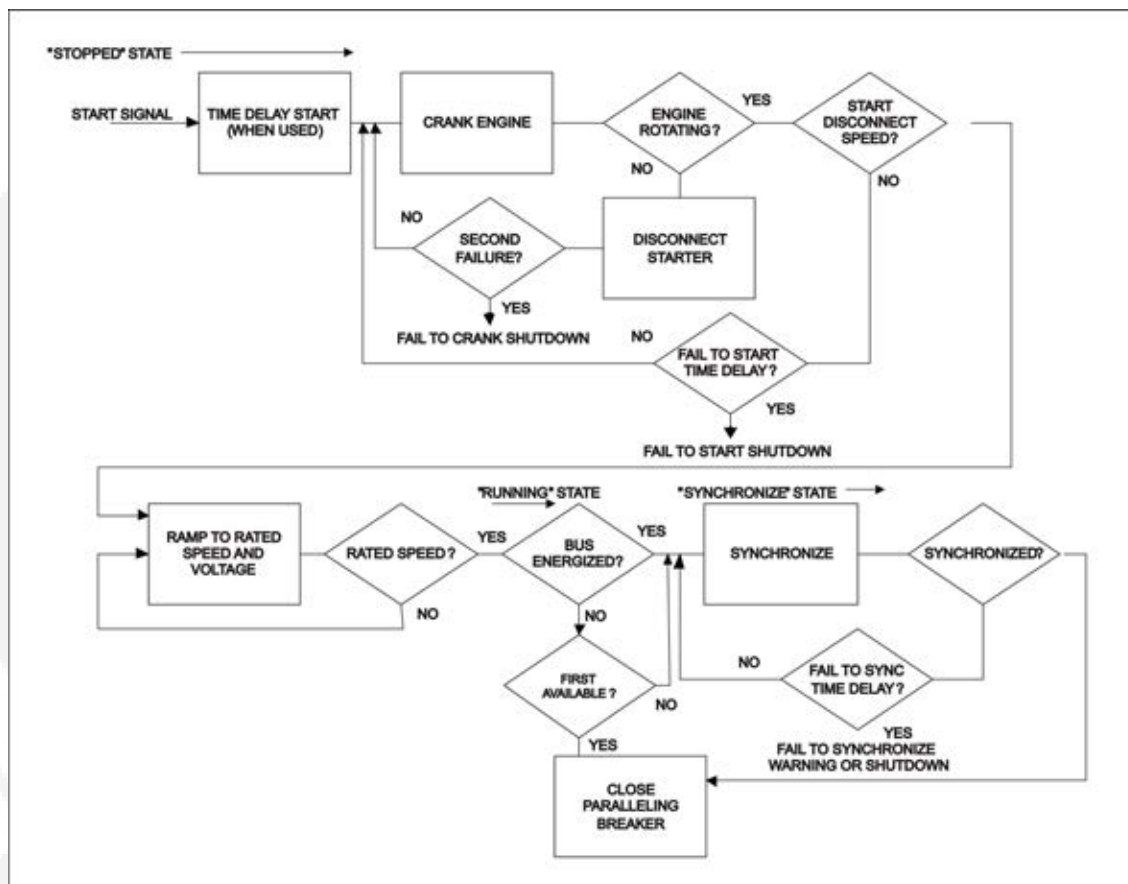 "STOPPED" STATE
START SIGNAL
TIME DELAY START
(WHEN USED)
CRANK ENGINE
ENGINE
ROTATING?
YES
START
DISCONNECT
SPEED?
NO
NO
NO
SECOND
FAILURE?
DISCONNECT
STARTER
YES
FAIL TO CRANK SHUTDOWN
NO
FAIL TO START
TIME DELAY?
YES
FAIL TO START SHUTDOWN
"RUNNING" STATE
"SYNCHRONIZE" STATE
RAMP TO RATED
SPEED AND
VOLTAGE
RATED SPEED?
YES
BUS
ENERGIZED?
YES
SYNCHRONIZE
SYNCHRONIZED?
NO
NO
FIRST
AVAILABLE?
NO
NO
FAIL TO SYNC
TIME DELAY?
YES
YES
FAIL TO SYNCHRONIZE
WARNING OR SHUTDOWN
CLOSE
PARALLELING
BREAKER